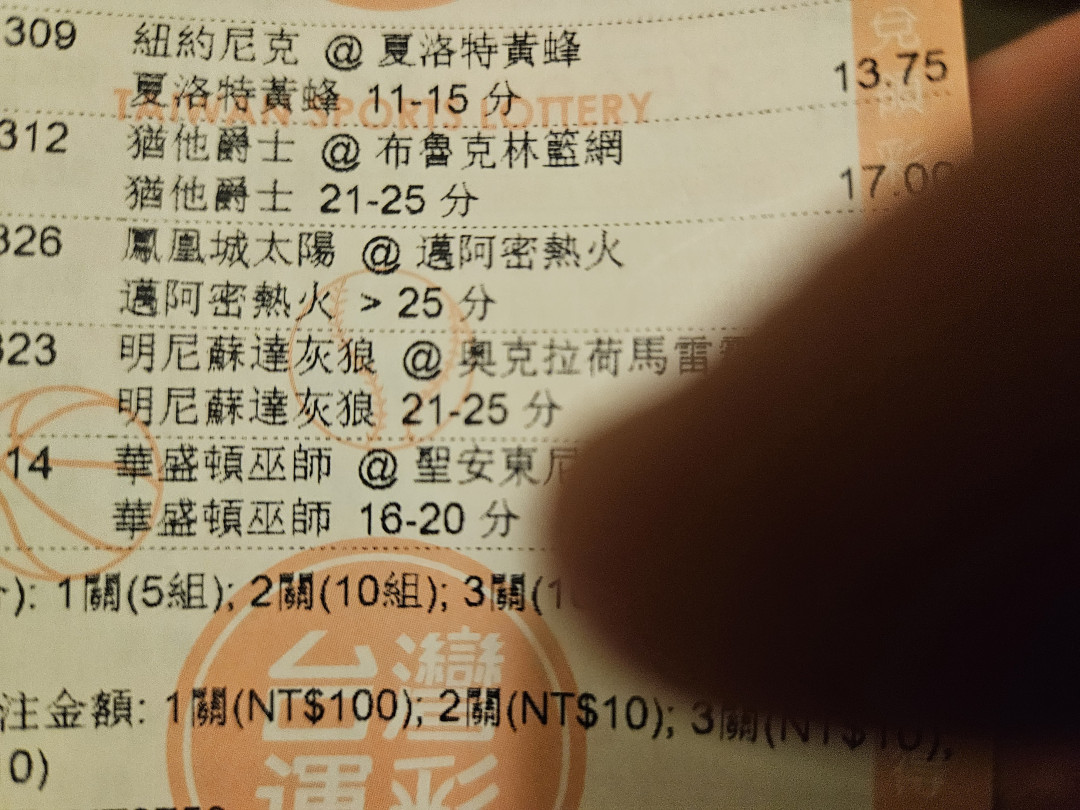 309 紐約尼克 @ 夏洛特黃蜂
夏洛特黃蜂 11-15 分 13.75
TAIWAN SPORTS LOTTERY
312 猶他爵士 @ 布魯克林籃網
猶他爵士 21-25 分 17.00
326 鳳凰城太陽 @ 邁阿密熱火
邁阿密熱火 > 25 分
323 明尼蘇達灰狼 @ 奧克拉荷馬雷
明尼蘇達灰狼 21-25 分
14 華盛頓巫師 @ 聖安東尼
華盛頓巫師 16-20 分
): 1關(5組); 2關(10組); 3關(1
注金額: 1關(NT$100); 2關(NT$10); 3關(NT$10);
0)
台灣
運彩